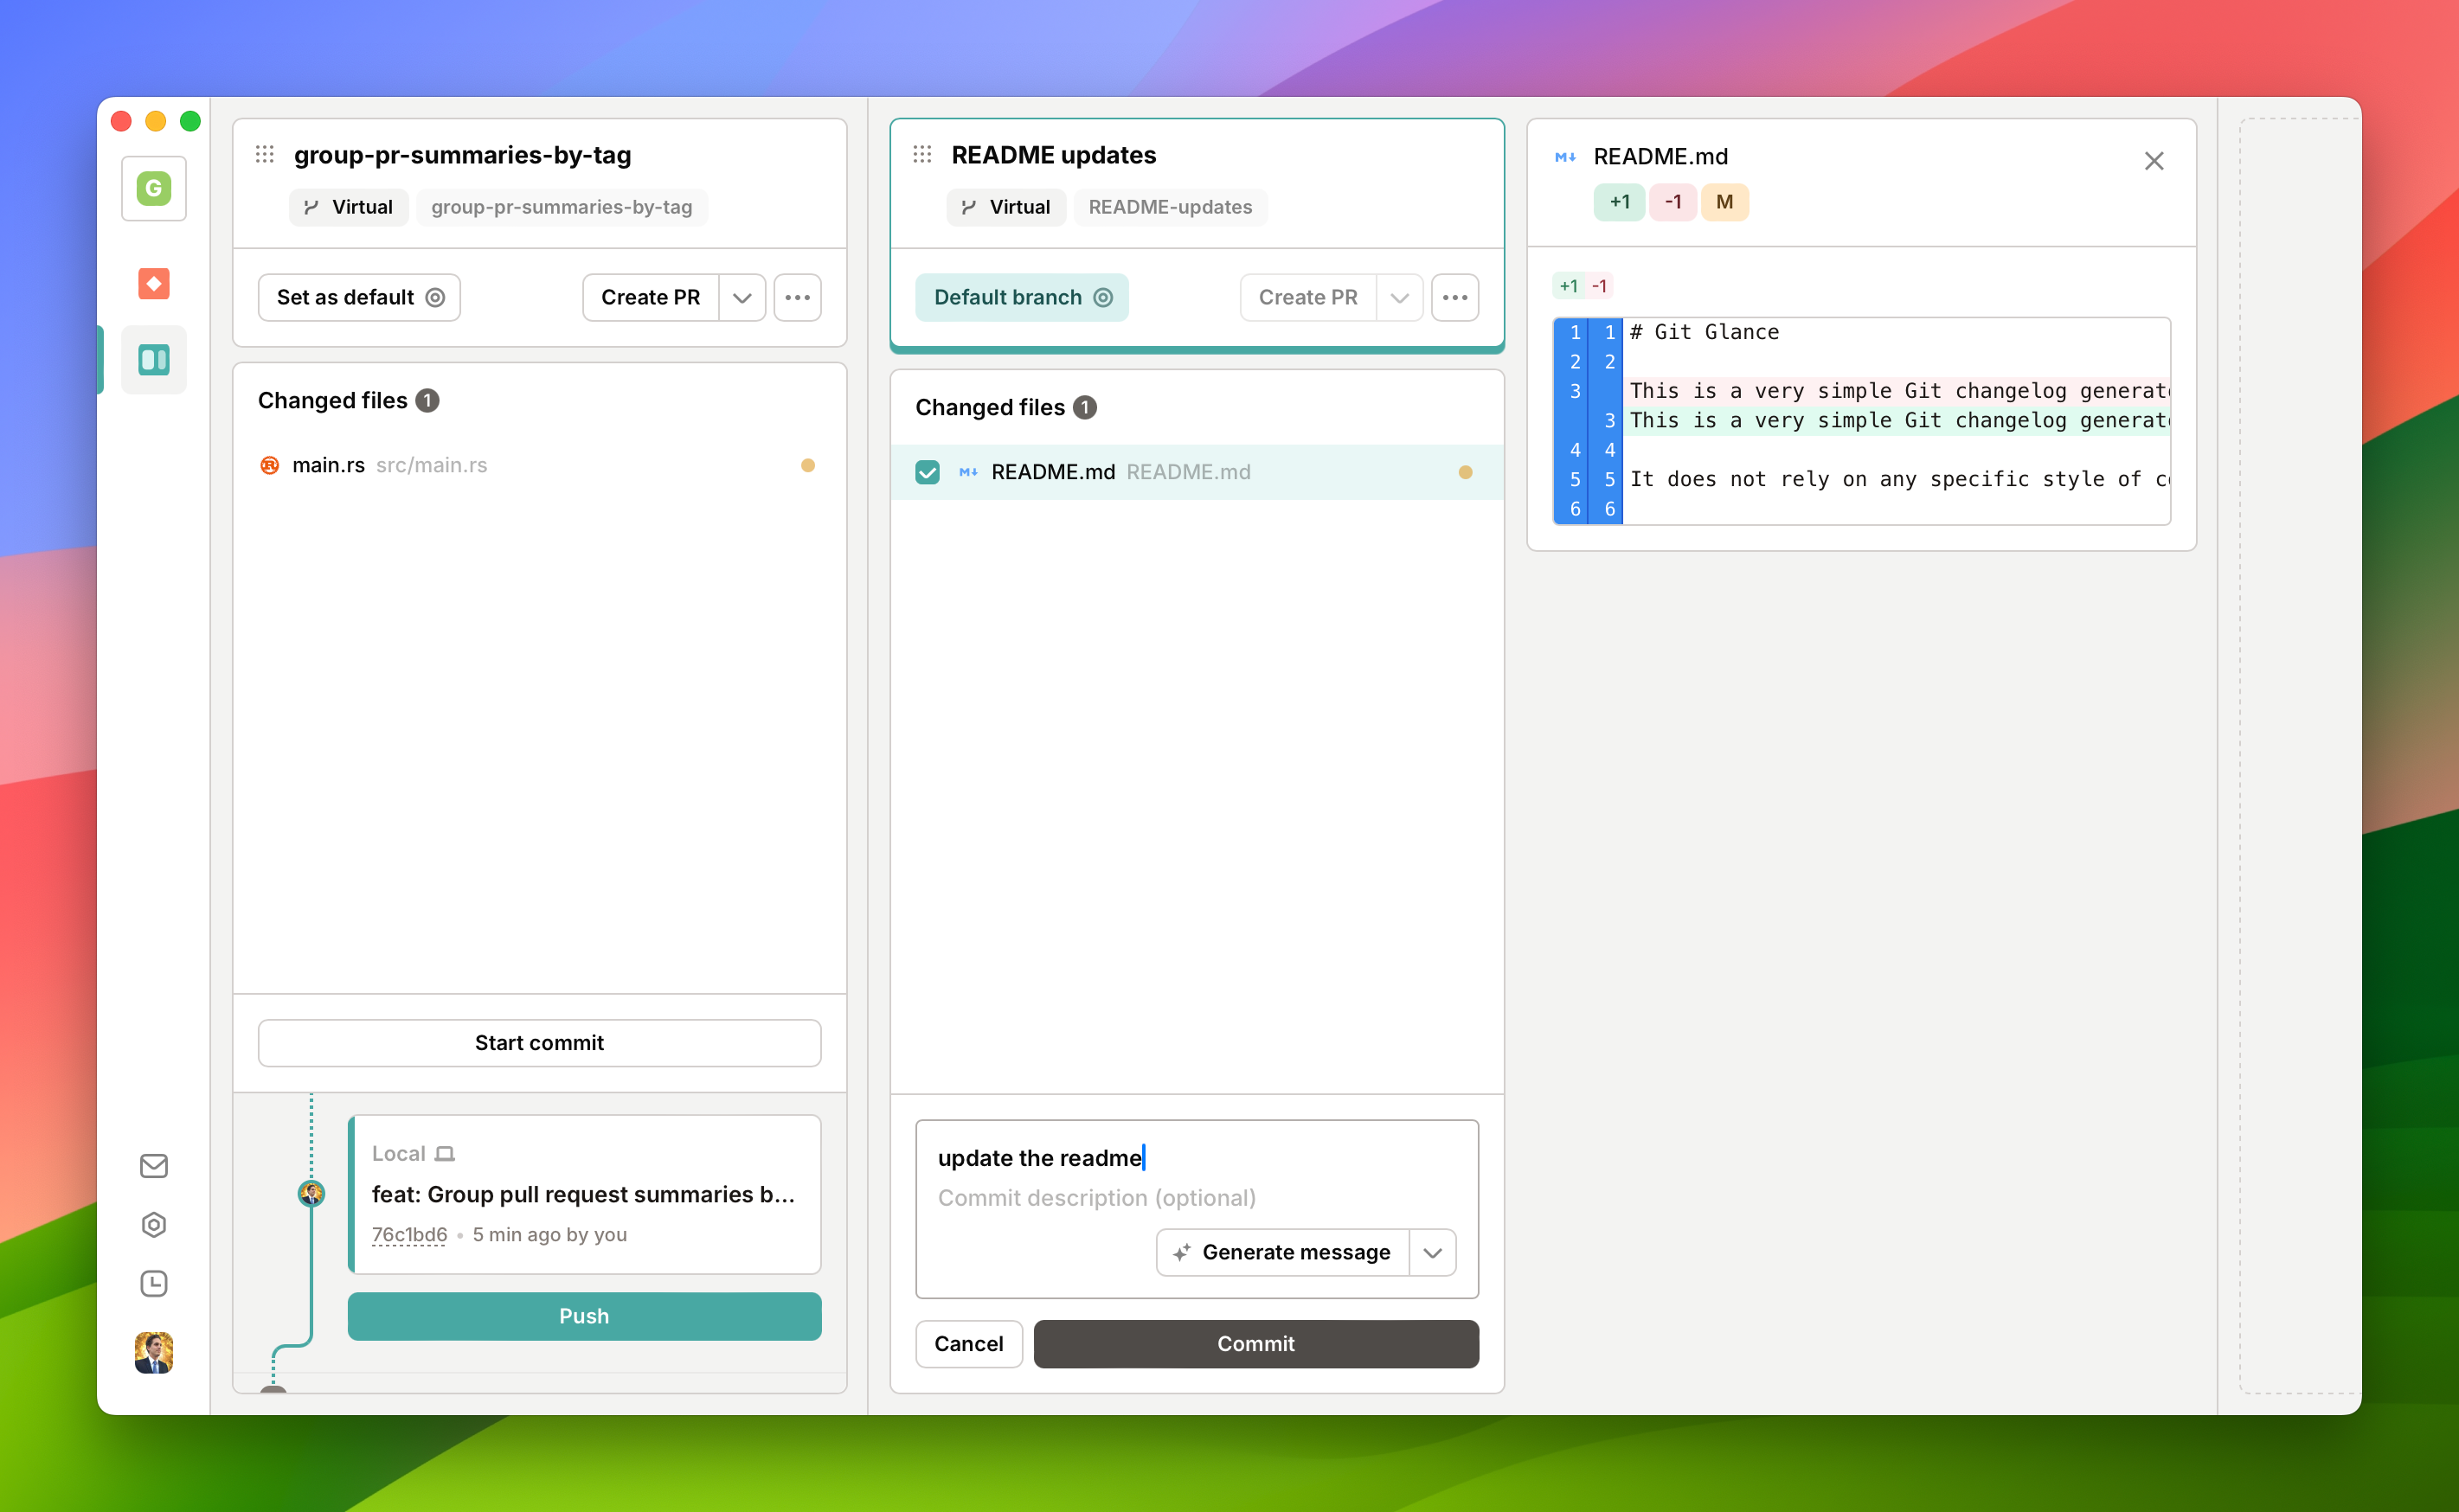 G
group-pr-summaries-by-tag
Virtual group-pr-summaries-by-tag
Set as default Create PR
Changed files 1
main.rs src/main.rs
Start commit
Local
feat: Group pull request summaries b...
76c1bd6 • 5 min ago by you
Push
README updates
Virtual README-updates
Default branch Create PR
Changed files 1
README.md README.md
update the readme
Commit description (optional)
Generate message
Cancel Commit
README.md
+1 -1 M
+1 -1
1 1 # Git Glance
2 2
3 This is a very simple Git changelog generat
3 This is a very simple Git changelog generat
4 4
5 5 It does not rely on any specific style of c
6 6